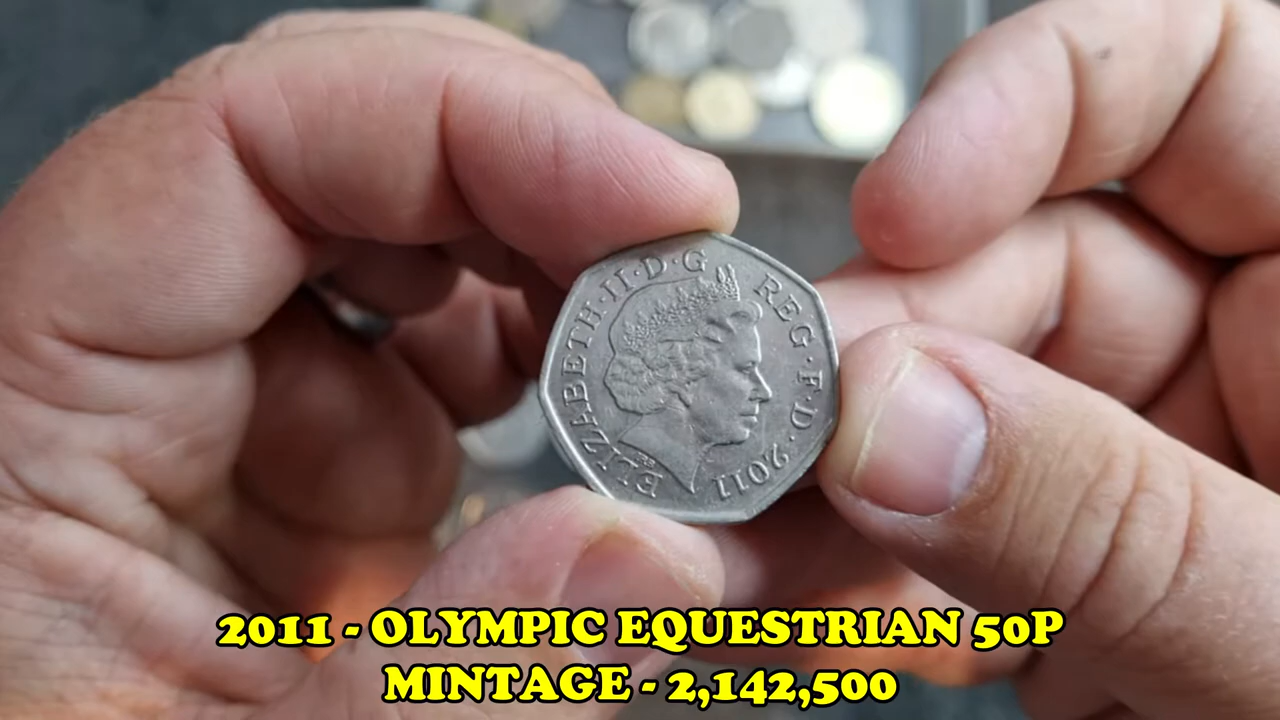 ELIZABETH·II·D·G REG·F·D·2011
2011 - OLYMPIC EQUESTRIAN 50P
MINTAGE - 2,142,500